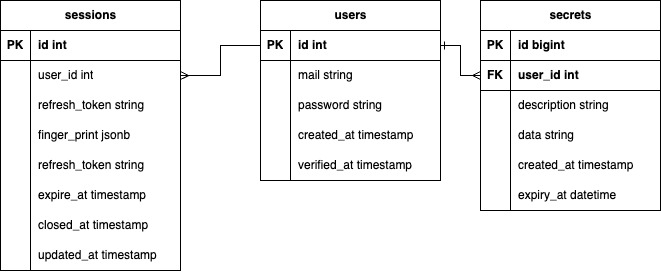 sessions
PK id int
user_id int
refresh_token string
finger_print jsonb
refresh_token string
expire_at timestamp
closed_at timestamp
updated_at timestamp
users
PK id int
mail string
password string
created_at timestamp
verified_at timestamp
secrets
PK id bigint
FK user_id int
description string
data string
created_at timestamp
expiry_at datetime